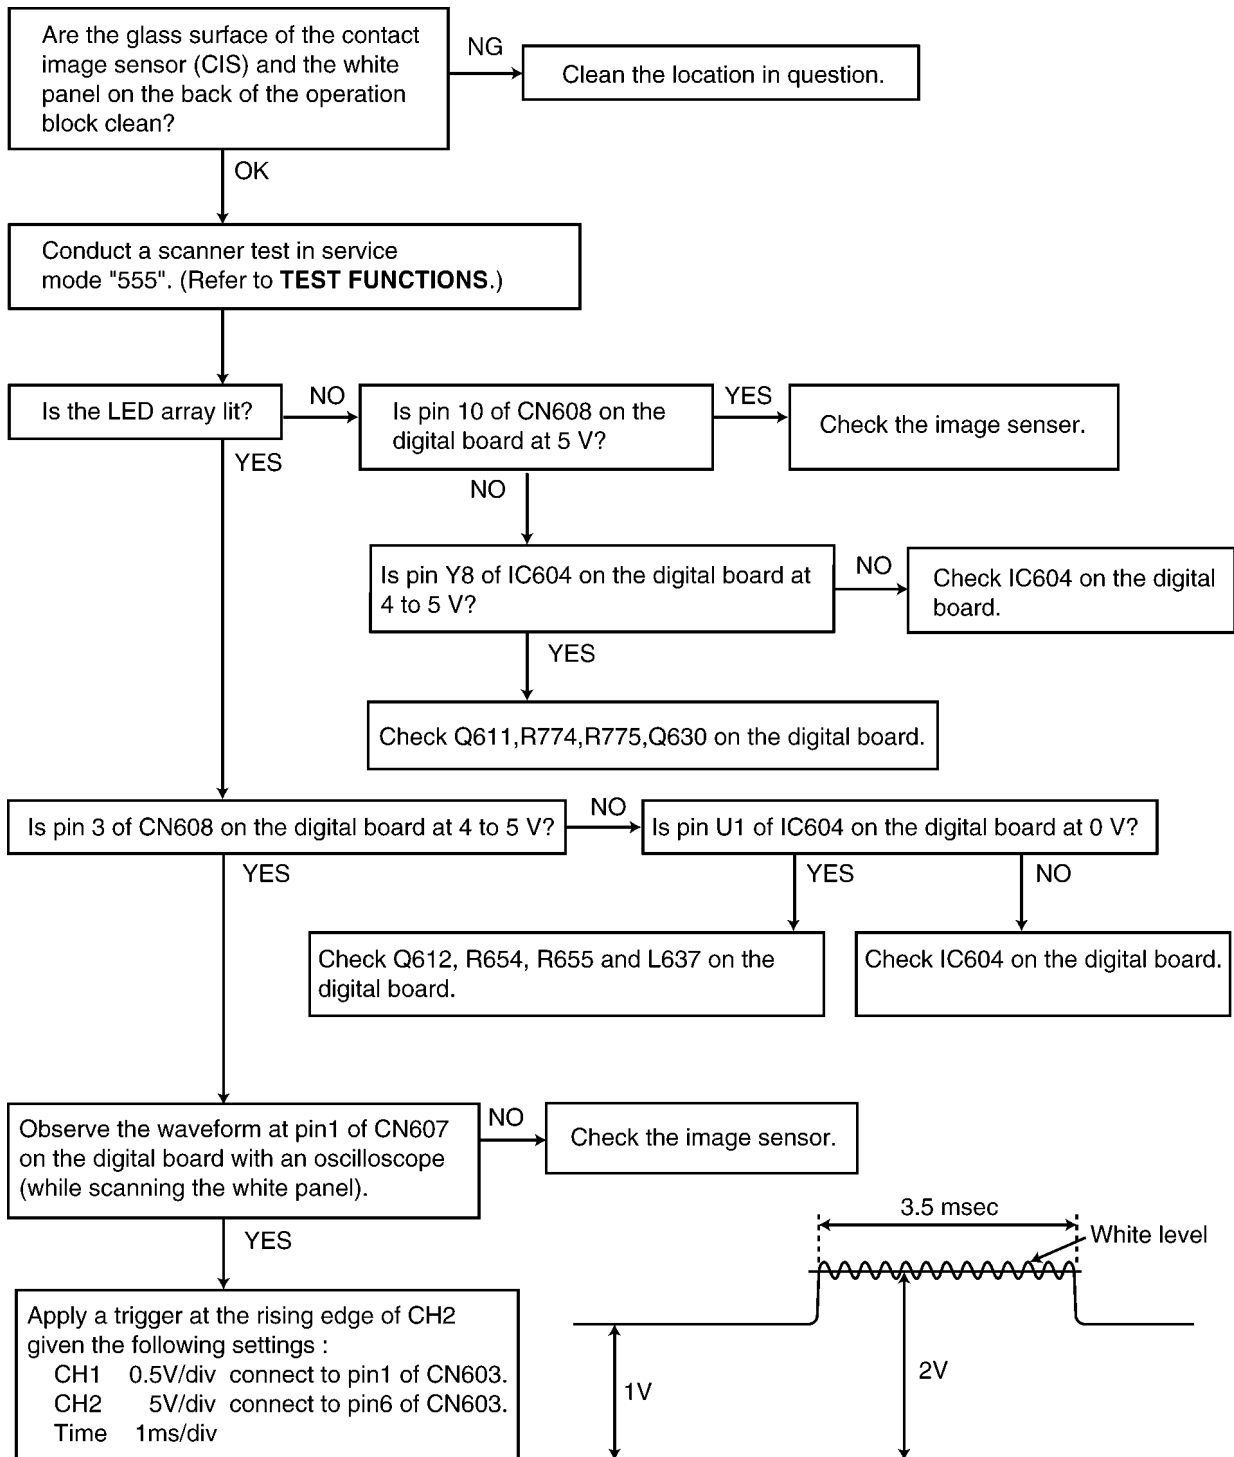 Are the glass surface of the contact
image sensor (CIS) and the white
panel on the back of the operation
block clean?
NG
Clean the location in question.
OK
Conduct a scanner test in service
mode "555". (Refer to TEST FUNCTIONS.)
Is the LED array lit?
NO
Is pin 10 of CN608 on the
digital board at 5 V?
YES
Check the image senser.
YES
NO
Is pin Y8 of IC604 on the digital board at
4 to 5 V?
NO
Check IC604 on the digital
board.
YES
Check Q611,R774,R775,Q630 on the digital board.
Is pin 3 of CN608 on the digital board at 4 to 5 V?
NO
Is pin U1 of IC604 on the digital board at 0 V?
YES
YES
NO
Check Q612, R654, R655 and L637 on the
digital board.
Check IC604 on the digital board.
Observe the waveform at pin1 of CN607
on the digital board with an oscilloscope
(while scanning the white panel).
NO
Check the image sensor.
YES
3.5 msec
White level
Apply a trigger at the rising edge of CH2
given the following settings :
CH1 0.5V/div connect to pin1 of CN603.
CH2 5V/div connect to pin6 of CN603.
Time 1ms/div
1V
2V